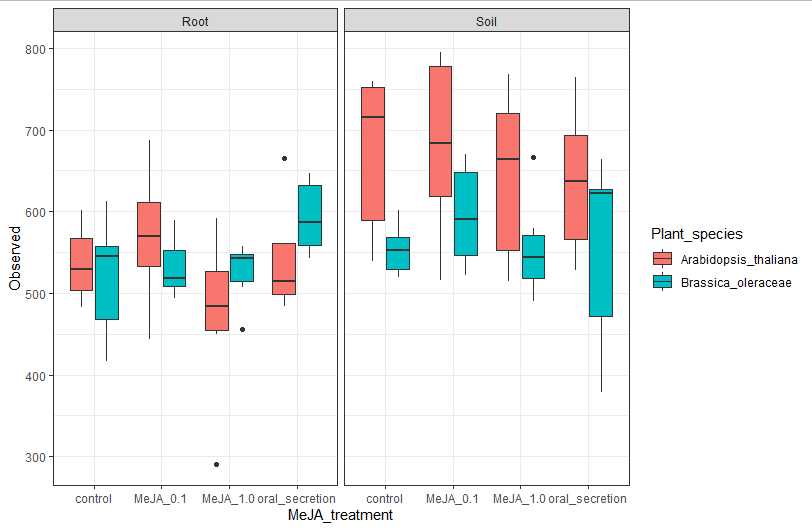 Root Soil
800
700
600
500
400
300
Observed
control MeJA_0.1 MeJA_1.0 oral_secretion control MeJA_0.1 MeJA_1.0 oral_secretion
MeJA_treatment
Plant_species
Arabidopsis_thaliana
Brassica_oleraceae